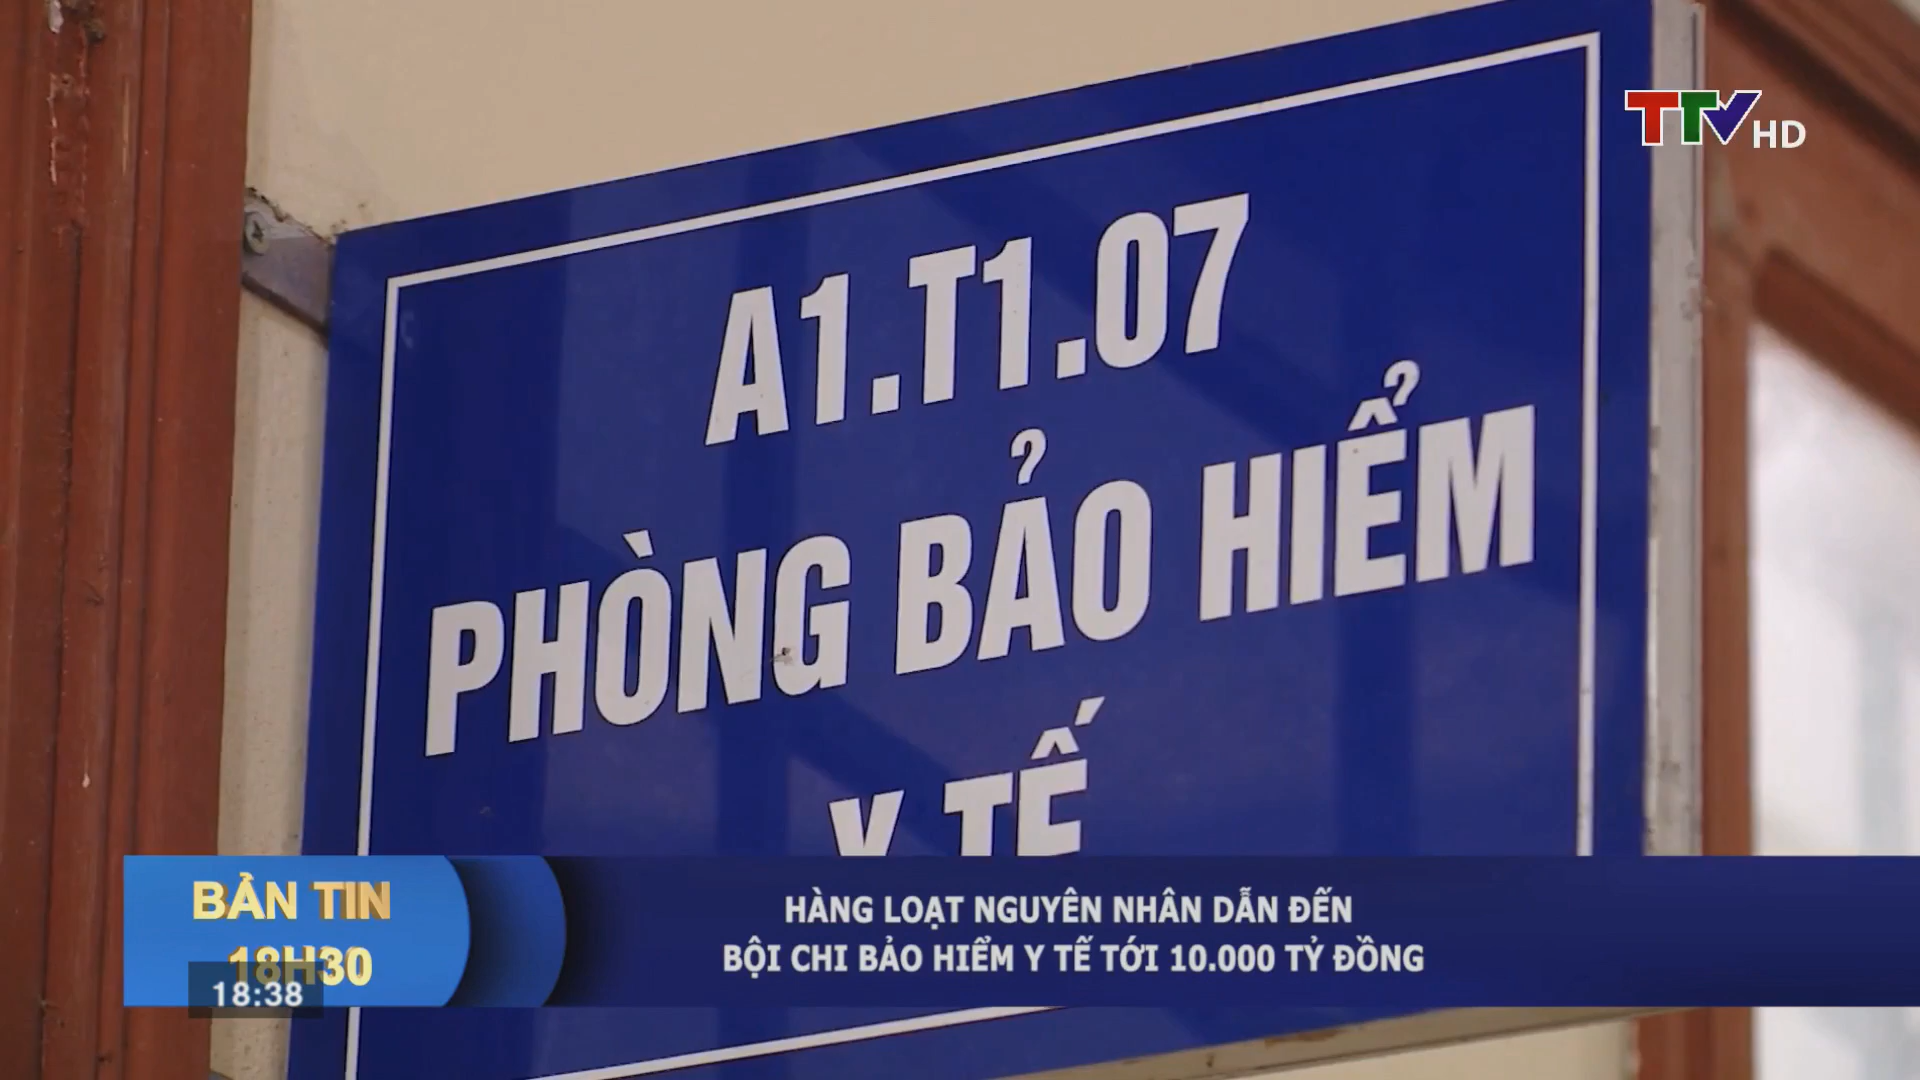 TTV HD
A1.T1.07
PHÒNG BẢO HIỂM
Y TẾ
BẢN TIN
18H30
18:38
HÀNG LOẠT NGUYÊN NHÂN DẪN ĐẾN
BỘI CHI BẢO HIỂM Y TẾ TỚI 10.000 TỶ ĐỒNG